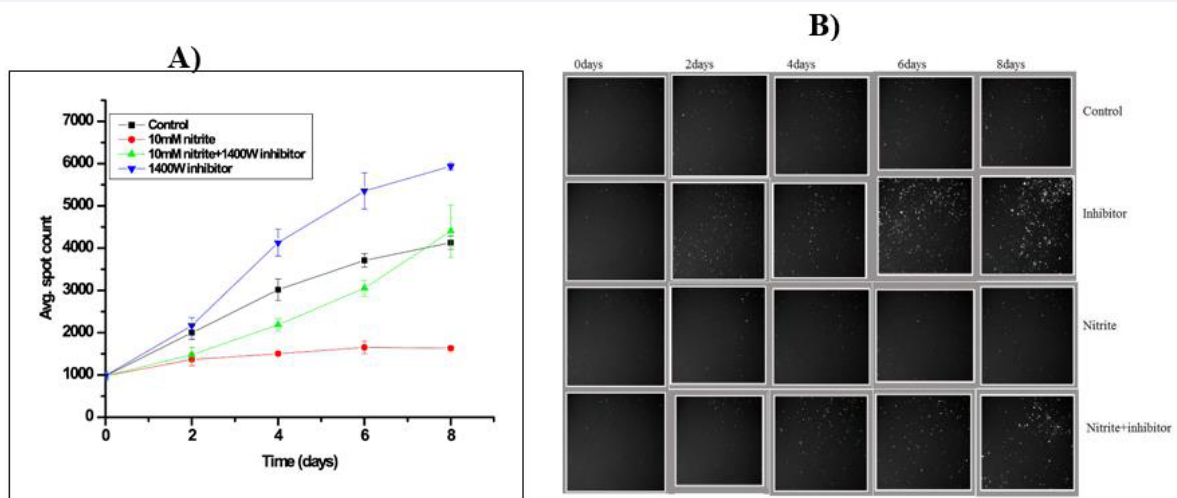 A)
7000
6000
5000
4000
3000
2000
1000
0
Avg. spot count
Control
10mM nitrite
10mM nitrite+1400W inhibitor
1400W inhibitor
0 2 4 6 8
Time (days)
B)
0days 2days 4days 6days 8days
Control
Inhibitor
Nitrite
Nitrite+inhibitor